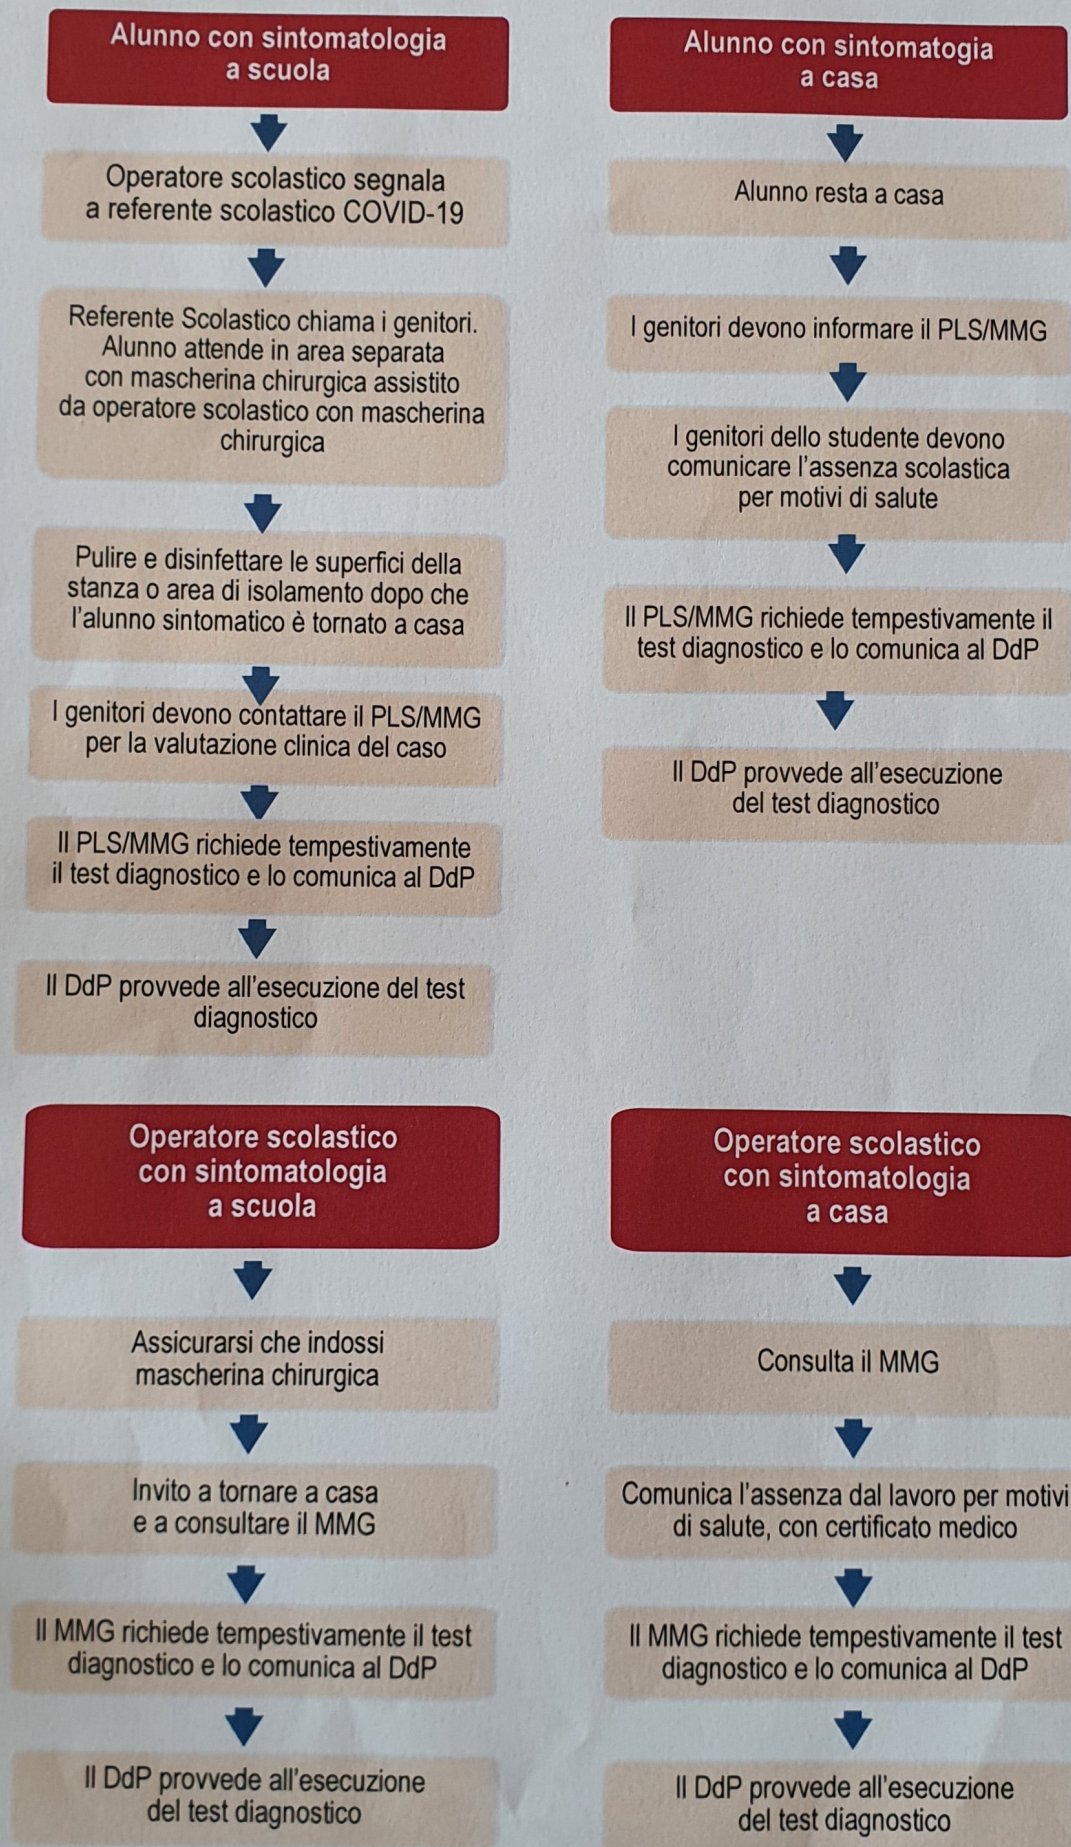 Alunno con sintomatologia
a scuola
Operatore scolastico segnala
a referente scolastico COVID-19
Referente Scolastico chiama i genitori.
Alunno attende in area separata
con mascherina chirurgica assistito
da operatore scolastico con mascherina
chirurgica
Pulire e disinfettare le superfici della
stanza o area di isolamento dopo che
l'alunno sintomatico è tornato a casa
I genitori devono contattare il PLS/MMG
per la valutazione clinica del caso
Il PLS/MMG richiede tempestivamente
il test diagnostico e lo comunica al DdP
Il DdP provvede all'esecuzione del test
diagnostico
Alunno con sintomatogia
a casa
Alunno resta a casa
I genitori devono informare il PLS/MMG
I genitori dello studente devono
comunicare l'assenza scolastica
per motivi di salute
Il PLS/MMG richiede tempestivamente il
test diagnostico e lo comunica al DdP
Il DdP provvede all'esecuzione
del test diagnostico
Operatore scolastico
con sintomatologia
a scuola
Assicurarsi che indossi
mascherina chirurgica
Invito a tornare a casa
e a consultare il MMG
Il MMG richiede tempestivamente il test
diagnostico e lo comunica al DdP
Il DdP provvede all'esecuzione
del test diagnostico
Operatore scolastico
con sintomatologia
a casa
Consulta il MMG
Comunica l'assenza dal lavoro per motivi
di salute, con certificato medico
Il MMG richiede tempestivamente il test
diagnostico e lo comunica al DdP
Il DdP provvede all'esecuzione
del test diagnostico